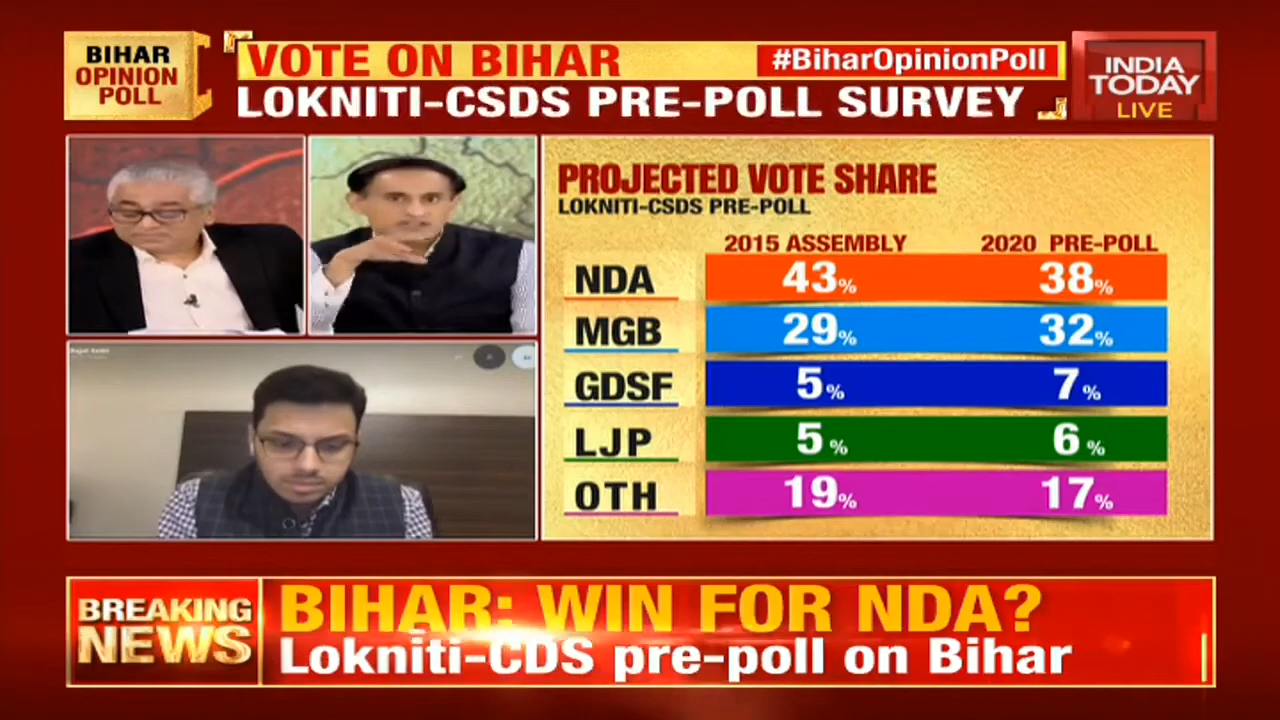 BIHAR
OPINION
POLL
VOTE ON BIHAR
#BiharOpinionPoll
LOKNITI-CSDS PRE-POLL SURVEY
INDIA
TODAY
LIVE
PROJECTED VOTE SHARE
LOKNITI-CSDS PRE-POLL
2015 ASSEMBLY 2020 PRE-POLL
NDA 43% 38%
MGB 29% 32%
GDSF 5% 7%
LJP 5% 6%
OTH 19% 17%
BREAKING
NEWS
BIHAR: WIN FOR NDA?
Lokniti-CDS pre-poll on Bihar